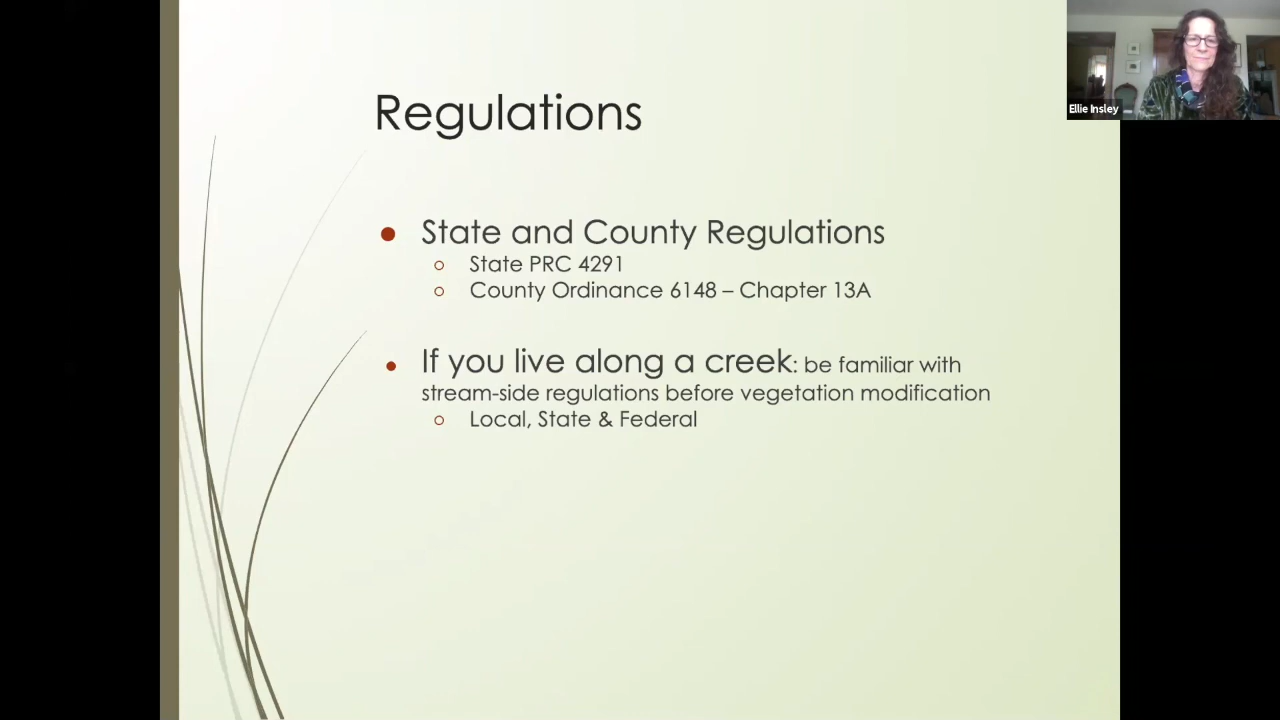 Regulations
Ellie Insley
● State and County Regulations
○ State PRC 4291
○ County Ordinance 6148 – Chapter 13A
● If you live along a creek: be familiar with
stream-side regulations before vegetation modification
○ Local, State & Federal